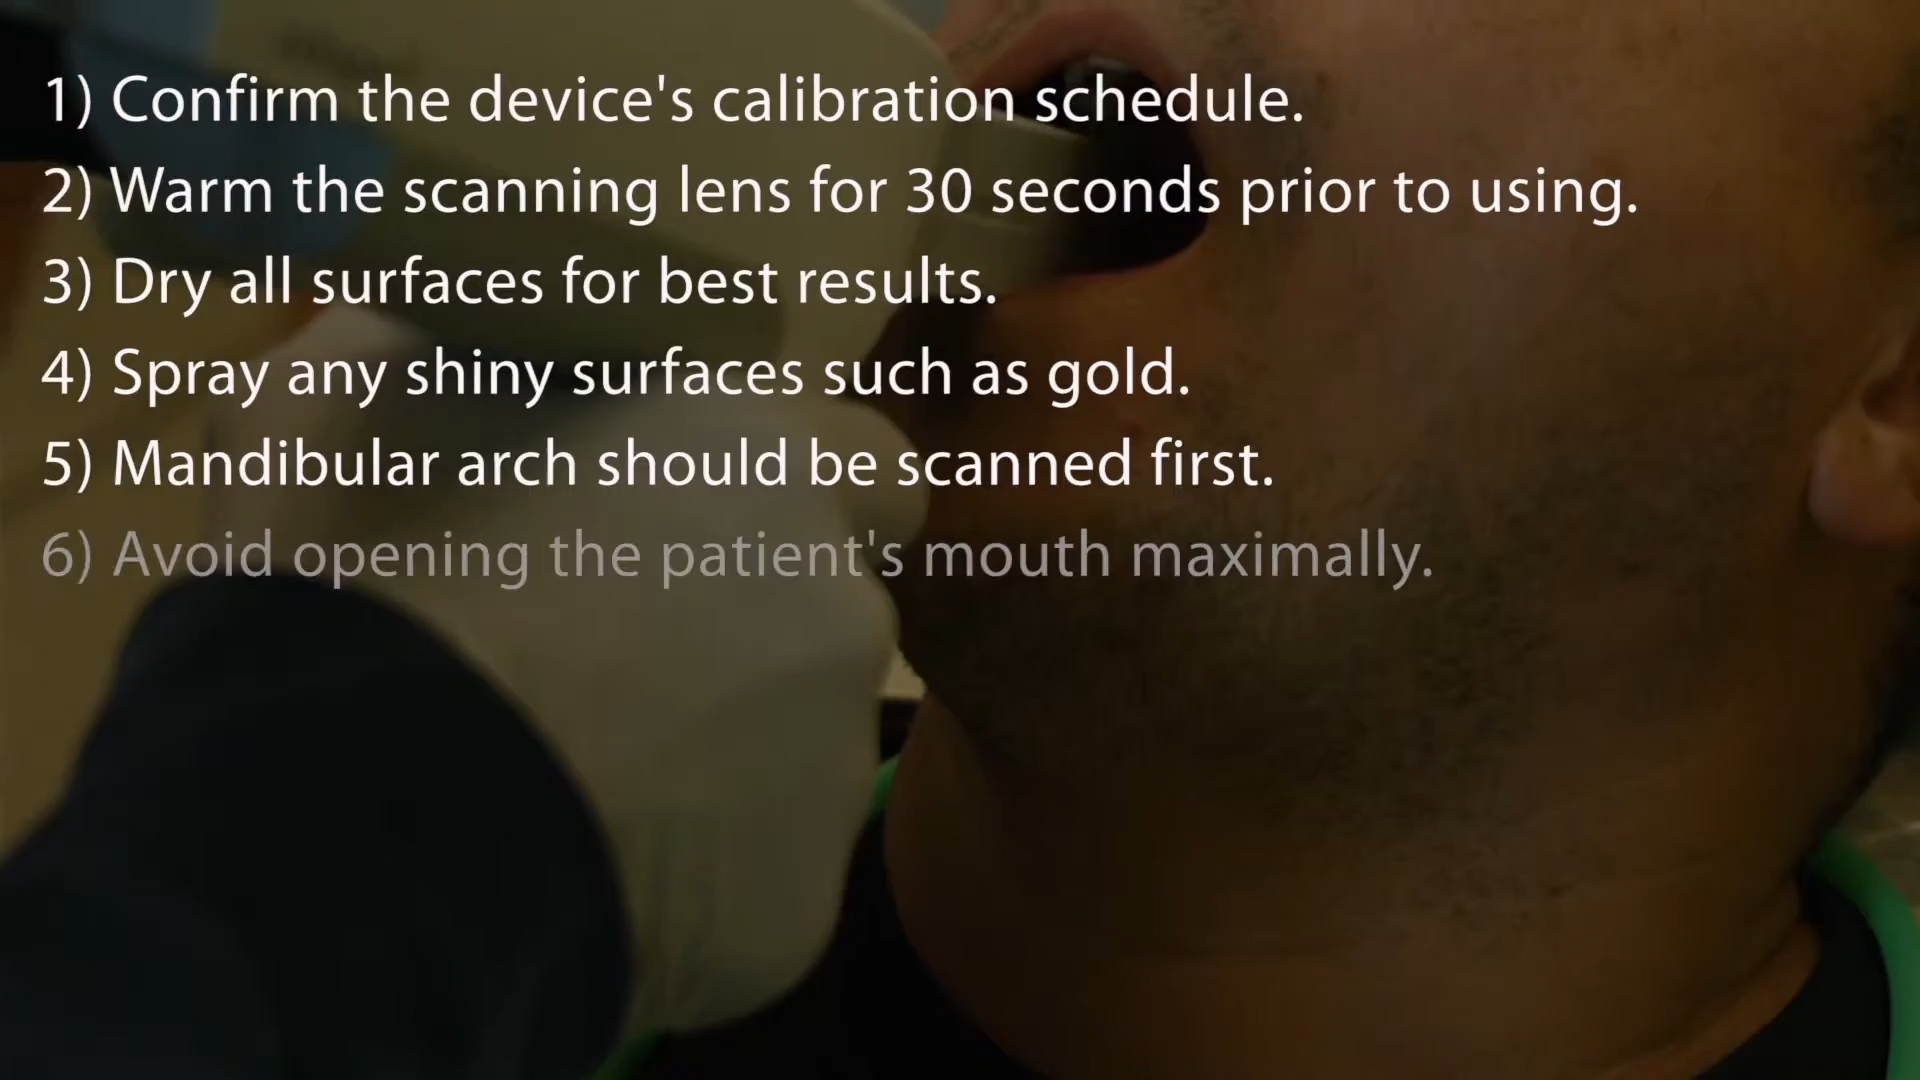 1) Confirm the device's calibration schedule.
2) Warm the scanning lens for 30 seconds prior to using.
3) Dry all surfaces for best results.
4) Spray any shiny surfaces such as gold.
5) Mandibular arch should be scanned first.
6) Avoid opening the patient's mouth maximally.